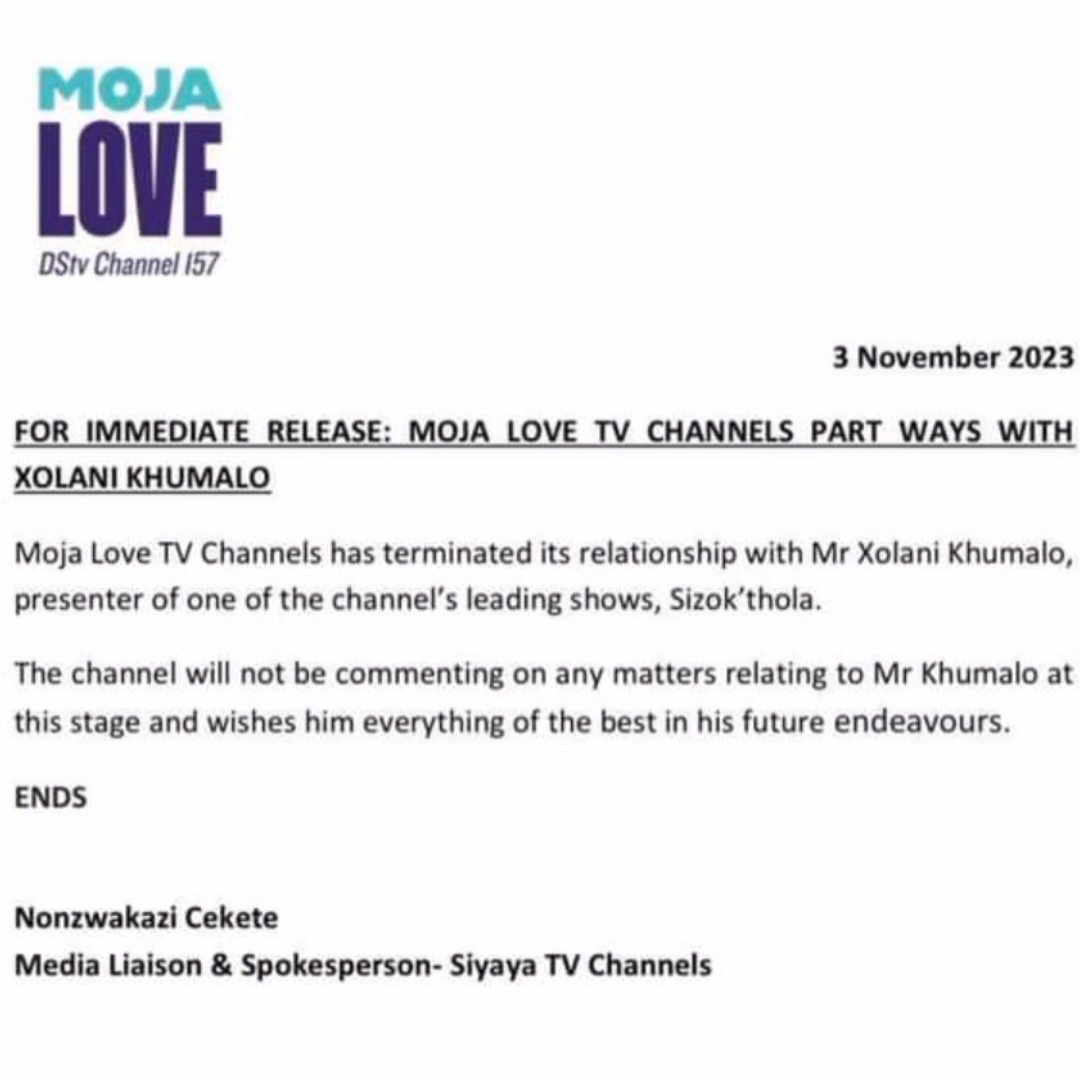 MOJA
LOVE
DStv Channel 157
3 November 2023
FOR IMMEDIATE RELEASE: MOJA LOVE TV CHANNELS PART WAYS WITH
XOLANI KHUMALO
Moja Love TV Channels has terminated its relationship with Mr Xolani Khumalo,
presenter of one of the channel's leading shows, Sizok'thola.
The channel will not be commenting on any matters relating to Mr Khumalo at
this stage and wishes him everything of the best in his future endeavours.
ENDS
Nonzwakazi Cekete
Media Liaison & Spokesperson- Siyaya TV Channels